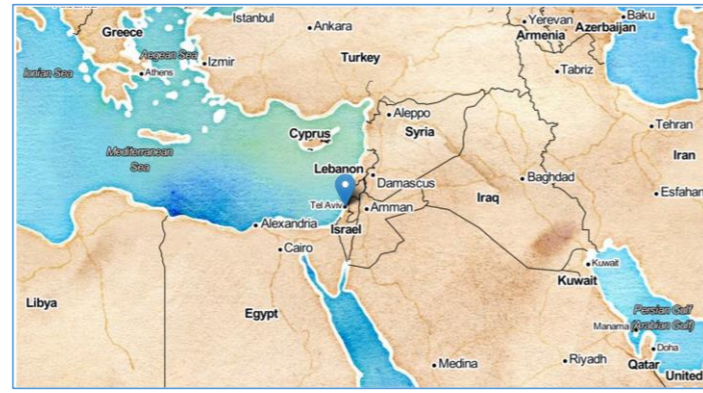 Istanbul
Ankara
Yerevan
Baku
Greece
Armenia
Azerbaijan
Aegean Sea
Izmir
Turkey
Ionian Sea
Athens
Tabriz
Aleppo
Cyprus
Syria
Tehran
Mediterranean
Sea
Iran
Lebanon
Damascus
Baghdad
Iraq
Esfahan
Tel Aviv
Amman
Alexandria
Israel
Cairo
Kuwait
Kuwait
Libya
Egypt
Persian Gulf
(Arabian Gulf)
Manama
Doha
Medina
Riyadh
Qatar
United